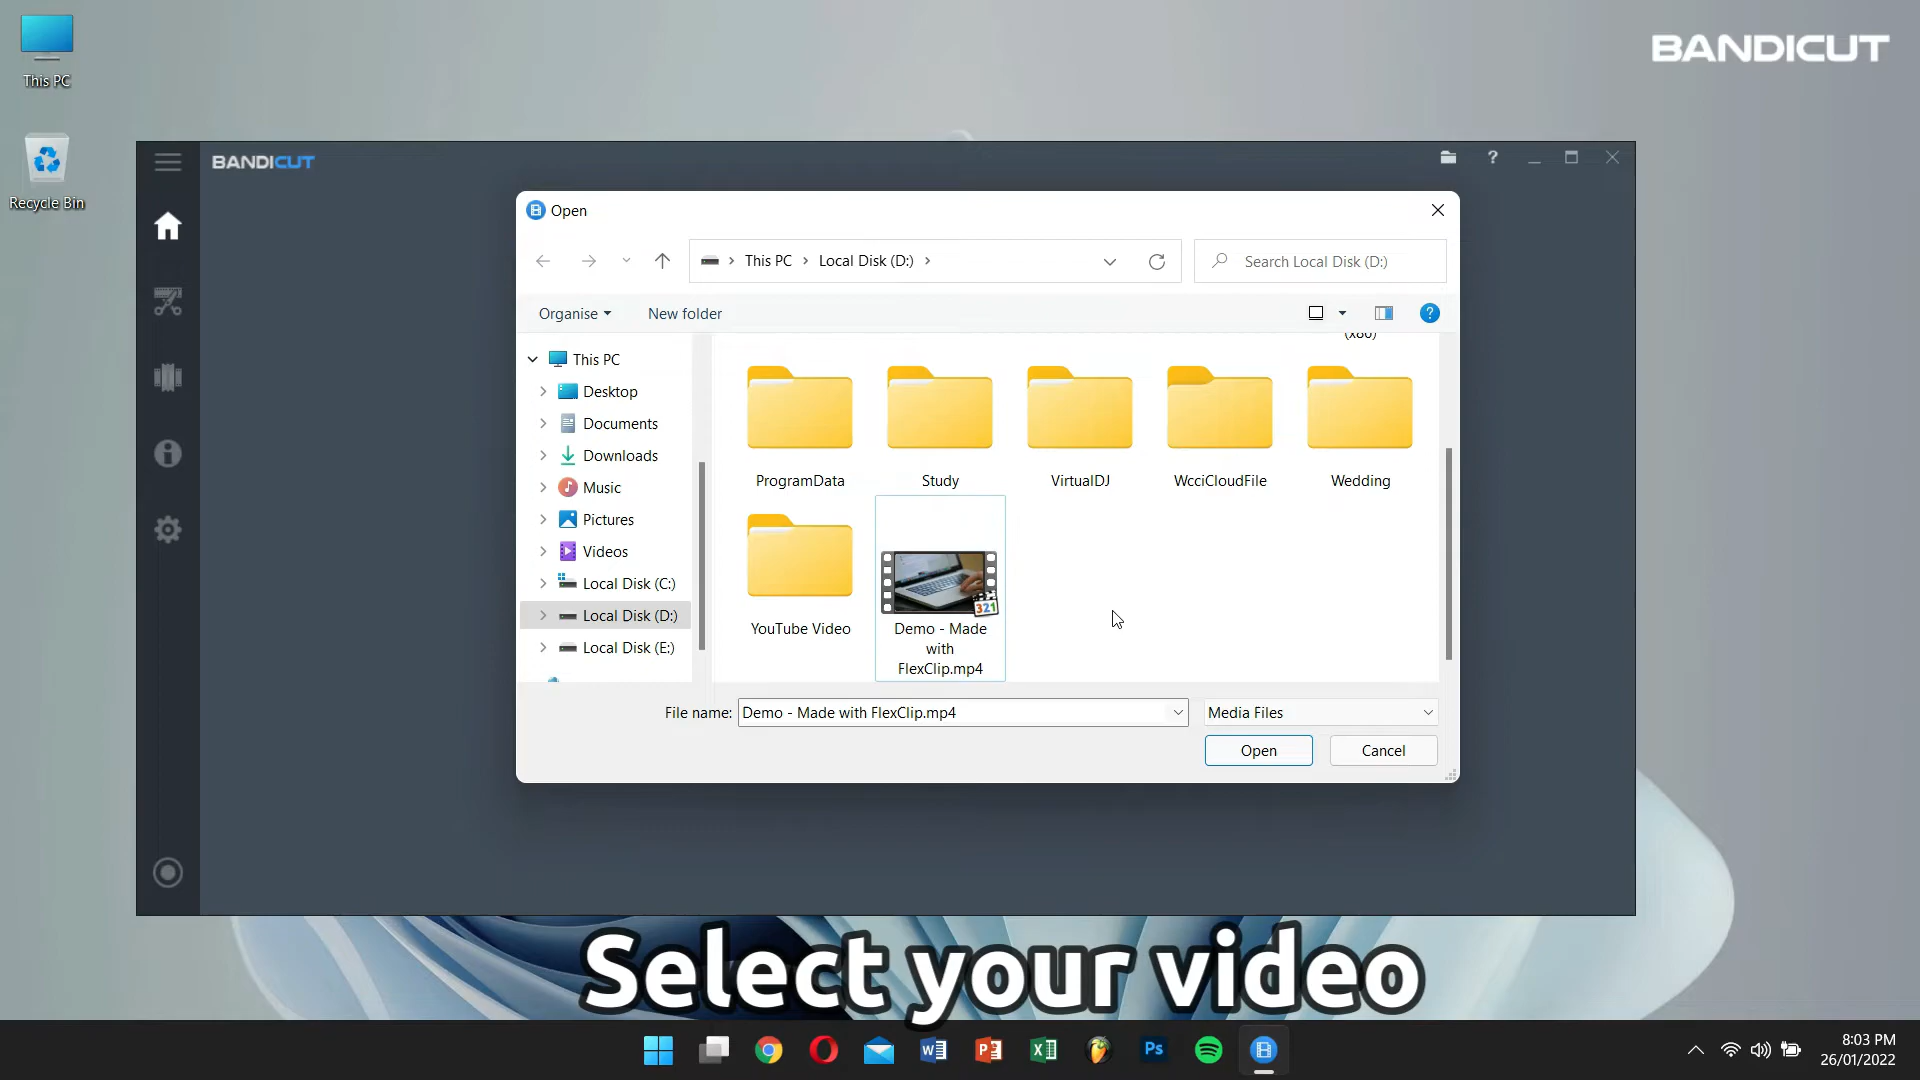 This PC
BANDICUT
Recycle Bin
BANDICUT
?
Open
This PC
Local Disk (D:)
Search Local Disk (D:)
Organise
New folder
?
(x86)
This PC
Desktop
Documents
Downloads
Music
Pictures
Videos
Local Disk (C:)
Local Disk (D:)
Local Disk (E:)
ProgramData
Study
VirtualDJ
WcciCloudFile
Wedding
YouTube Video
321
Demo - Made
with
FlexClip.mp4
File name:
Demo - Made with FlexClip.mp4
Media Files
Open
Cancel
Select your video
Ps
8:03 PM
26/01/2022